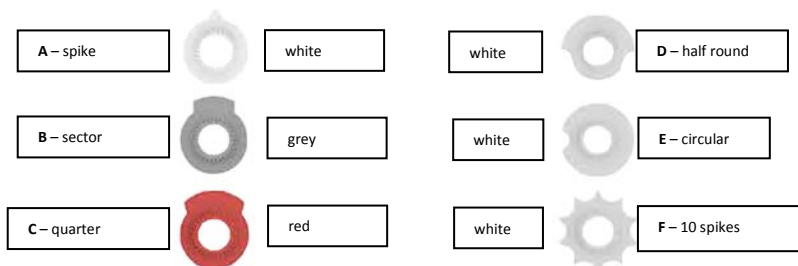 A – spike white white D – half round
B – sector grey white E – circular
C – quarter red white F – 10 spikes